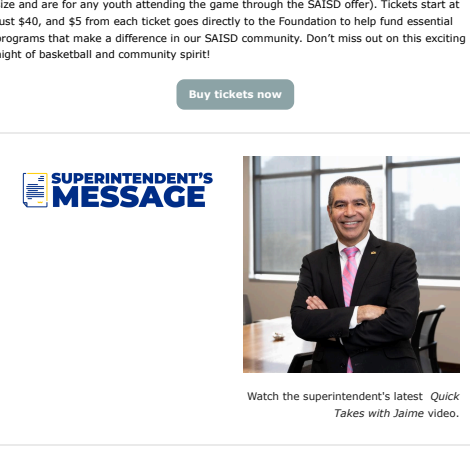 size and are for any youth attending the game through the SAISD offer). Tickets start at
just $40, and $5 from each ticket goes directly to the Foundation to help fund essential
programs that make a difference in our SAISD community. Don’t miss out on this exciting
night of basketball and community spirit!
Buy tickets now
SUPERINTENDENT'S
MESSAGE
Watch the superintendent's latest Quick
Takes with Jaime video.